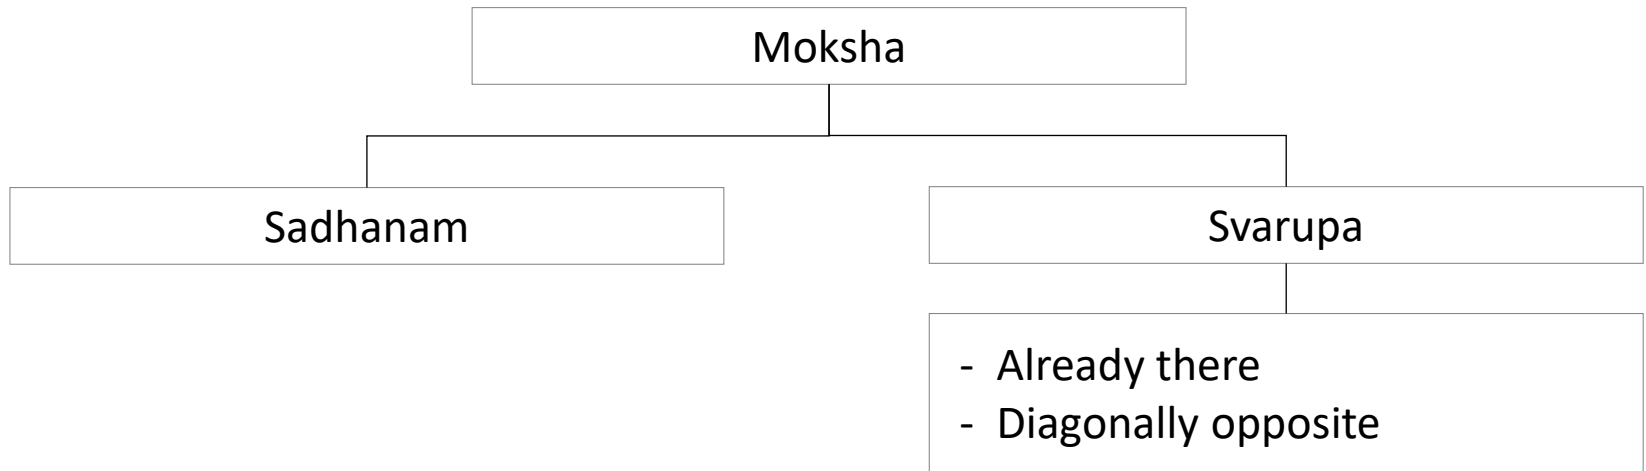 Moksha
Sadhanam
Svarupa
- Already there
- Diagonally opposite